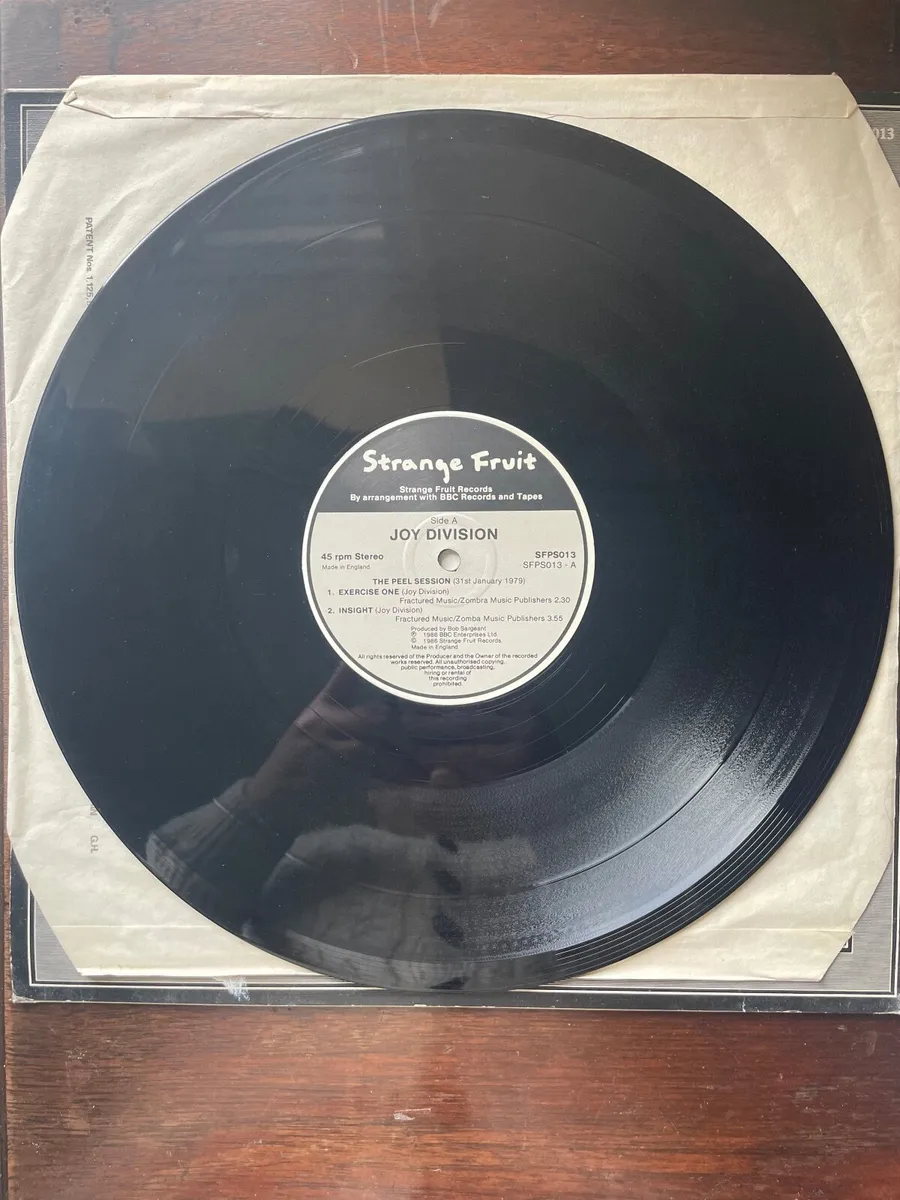 013
PATENT Nos. 1,125,
Strange Fruit
Strange Fruit Records
By arrangement with BBC Records and Tapes
Side A
JOY DIVISION
45 rpm Stereo
Made in England
SFPS013
SFPS013 - A
THE PEEL SESSION (31st January 1979)
1. EXERCISE ONE (Joy Division)
Fractured Music/Zomba Music Publishers 2.30
2. INSIGHT (Joy Division)
Fractured Music/Zomba Music Publishers 3.55
Produced by Bob Sargeant
℗ 1986 BBC Enterprises Ltd.
© 1986 Strange Fruit Records.
Made in England
All rights reserved of the Producer and the Owner of the recorded
works reserved. All unauthorised copying,
public performance, broadcasting,
hiring or rental of
this recording
prohibited.
G.H.